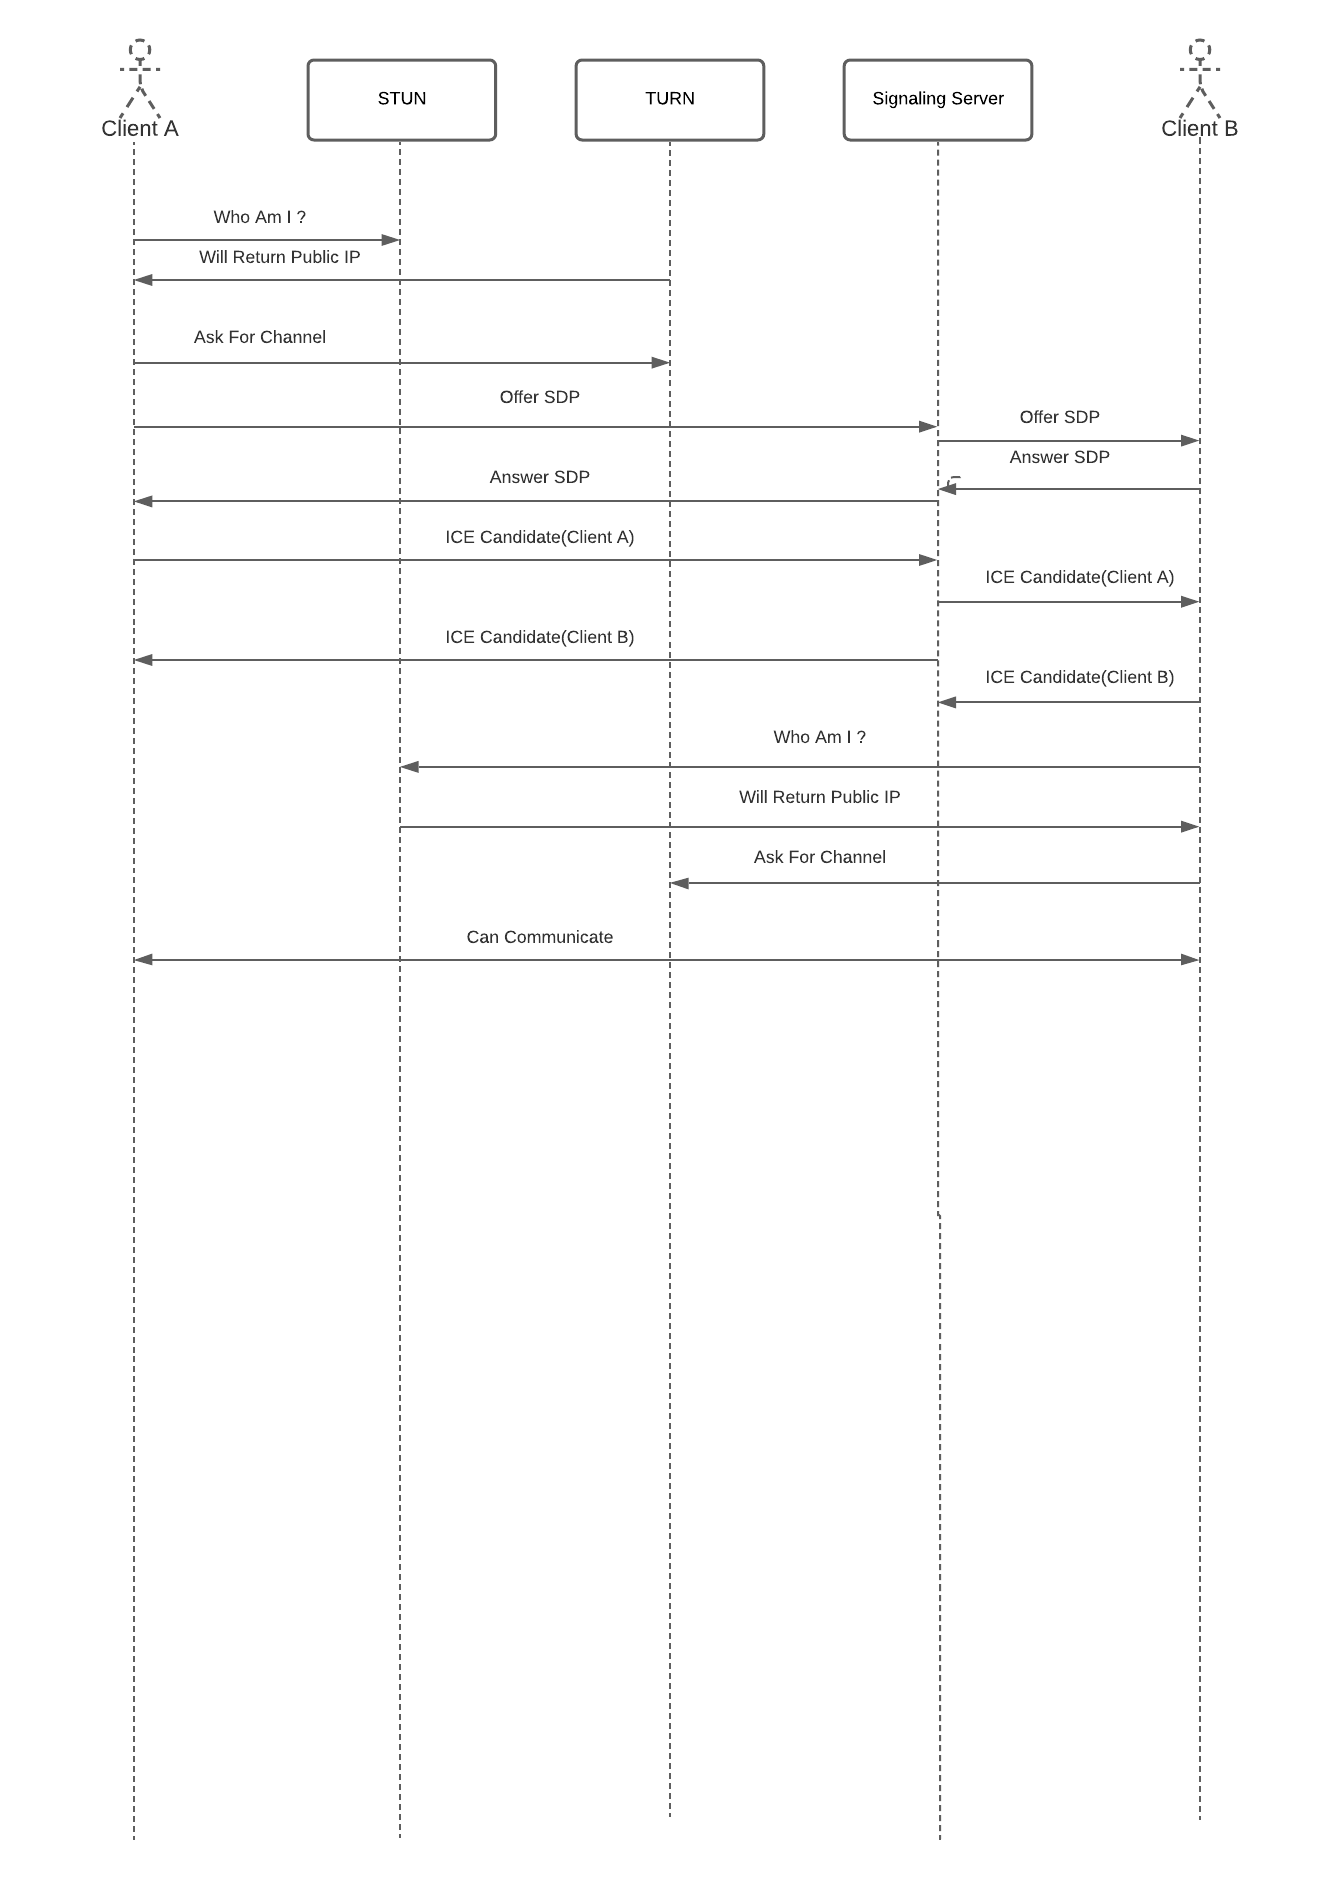 Client A
STUN
TURN
Signaling Server
Client B
Who Am I ?
Will Return Public IP
Ask For Channel
Offer SDP
Offer SDP
Answer SDP
Answer SDP
ICE Candidate(Client A)
ICE Candidate(Client A)
ICE Candidate(Client B)
ICE Candidate(Client B)
Who Am I ?
Will Return Public IP
Ask For Channel
Can Communicate